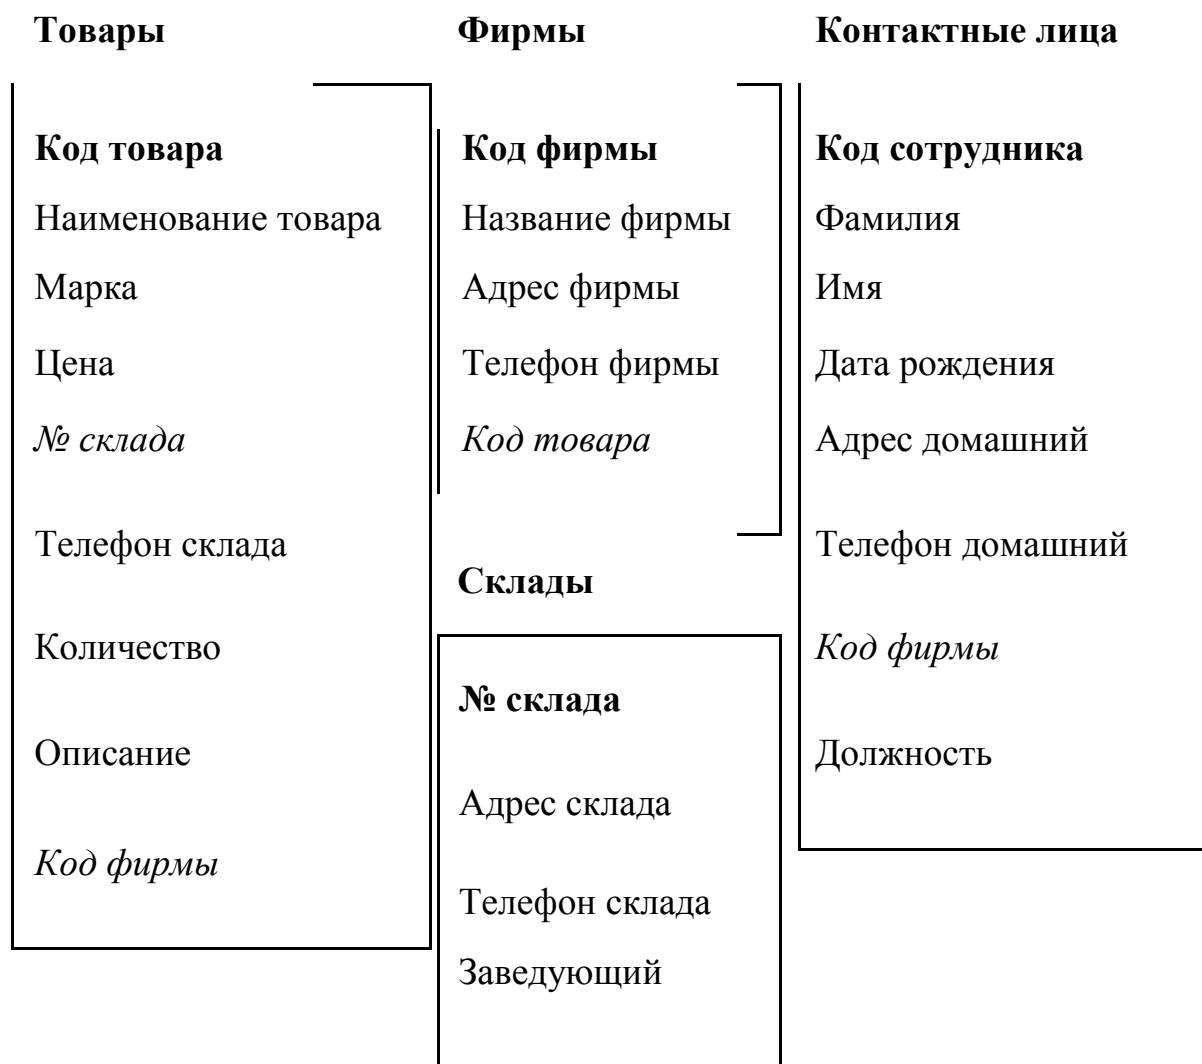 Товары
Код товара
Наименование товара
Марка
Цена
№ склада
Телефон склада
Количество
Описание
Код фирмы
Фирмы
Код фирмы
Название фирмы
Адрес фирмы
Телефон фирмы
Код товара
Склады
№ склада
Адрес склада
Телефон склада
Заведующий
Контактные лица
Код сотрудника
Фамилия
Имя
Дата рождения
Адрес домашний
Телефон домашний
Код фирмы
Должность